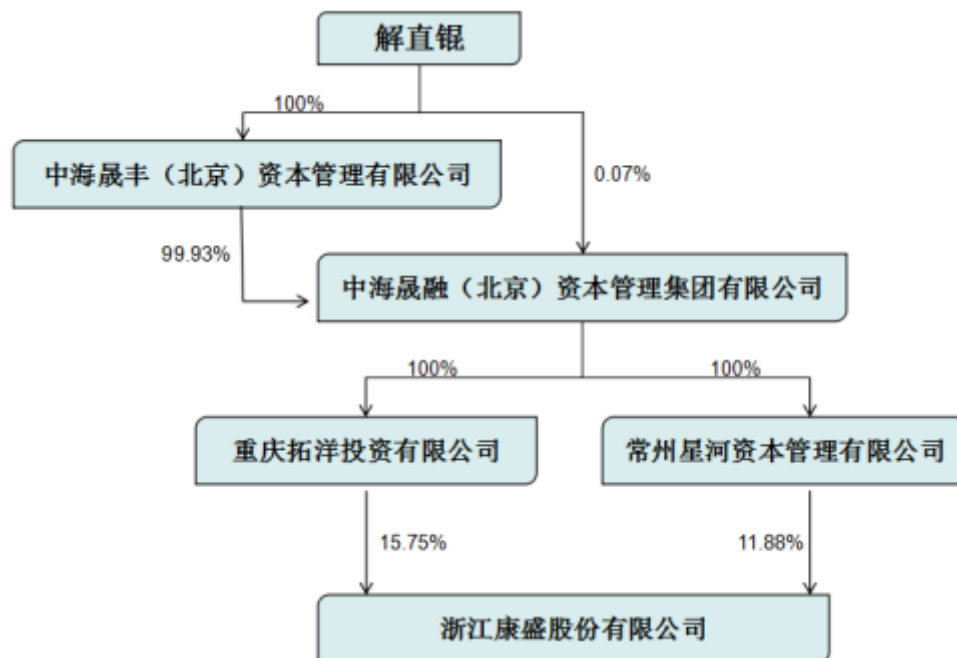 解直锟
100%
中海晟丰（北京）资本管理有限公司
0.07%
99.93%
中海晟融（北京）资本管理集团有限公司
100%
100%
重庆拓洋投资有限公司
常州星河资本管理有限公司
15.75%
11.88%
浙江康盛股份有限公司